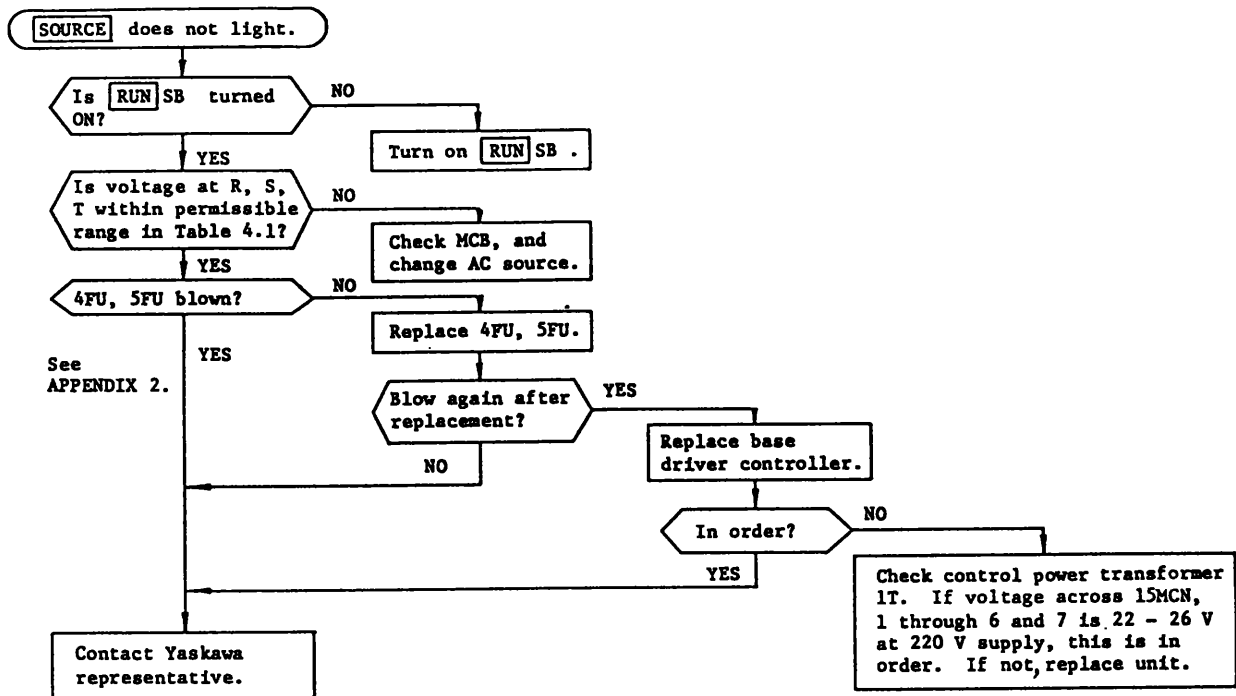 SOURCE does not light.
Is RUN SB turned
ON?
NO
Turn on RUN SB .
YES
Is voltage at R, S,
T within permissible
range in Table 4.1?
NO
Check MCB, and
change AC source.
YES
4FU, 5FU blown?
NO
Replace 4FU, 5FU.
YES
See
APPENDIX 2.
Blow again after
replacement?
YES
Replace base
driver controller.
NO
In order?
NO
YES
Check control power transformer
1T. If voltage across 15MCN,
1 through 6 and 7 is 22 - 26 V
at 220 V supply, this is in
order. If not, replace unit.
Contact Yaskawa
representative.